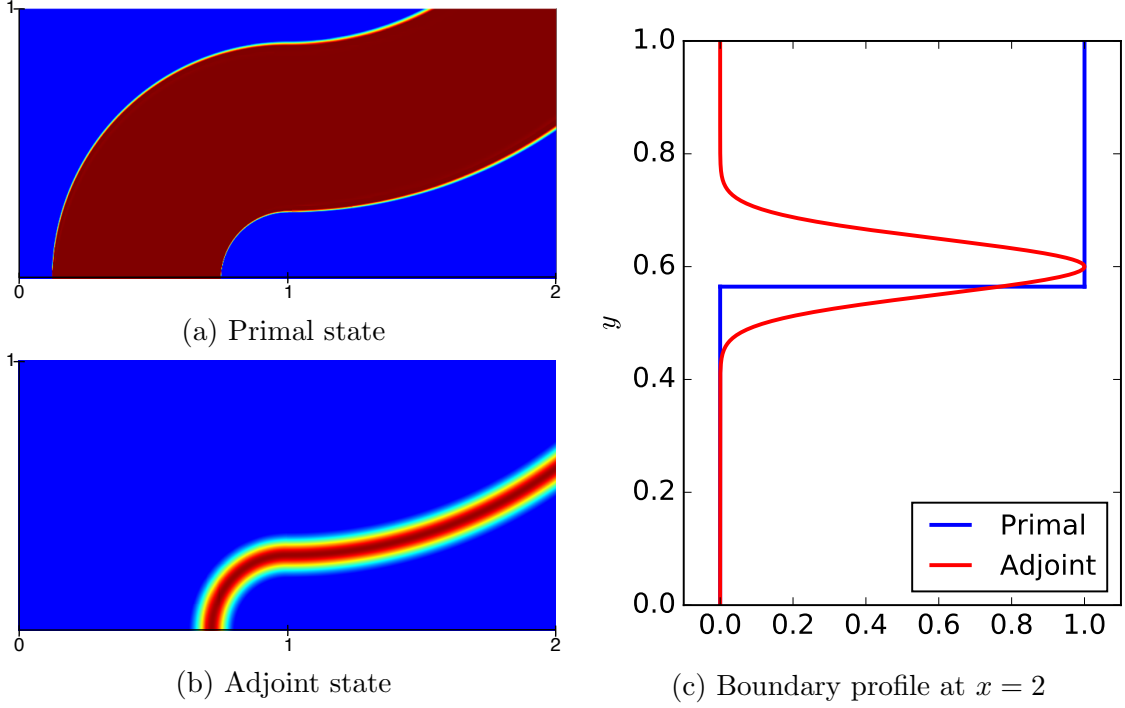 1
0
1
2
(a) Primal state
1
0
1
2
(b) Adjoint state
1.0
0.8
0.6
0.4
0.2
0.0
y
0.0 0.2 0.4 0.6 0.8 1.0
Primal
Adjoint
(c) Boundary profile at x = 2